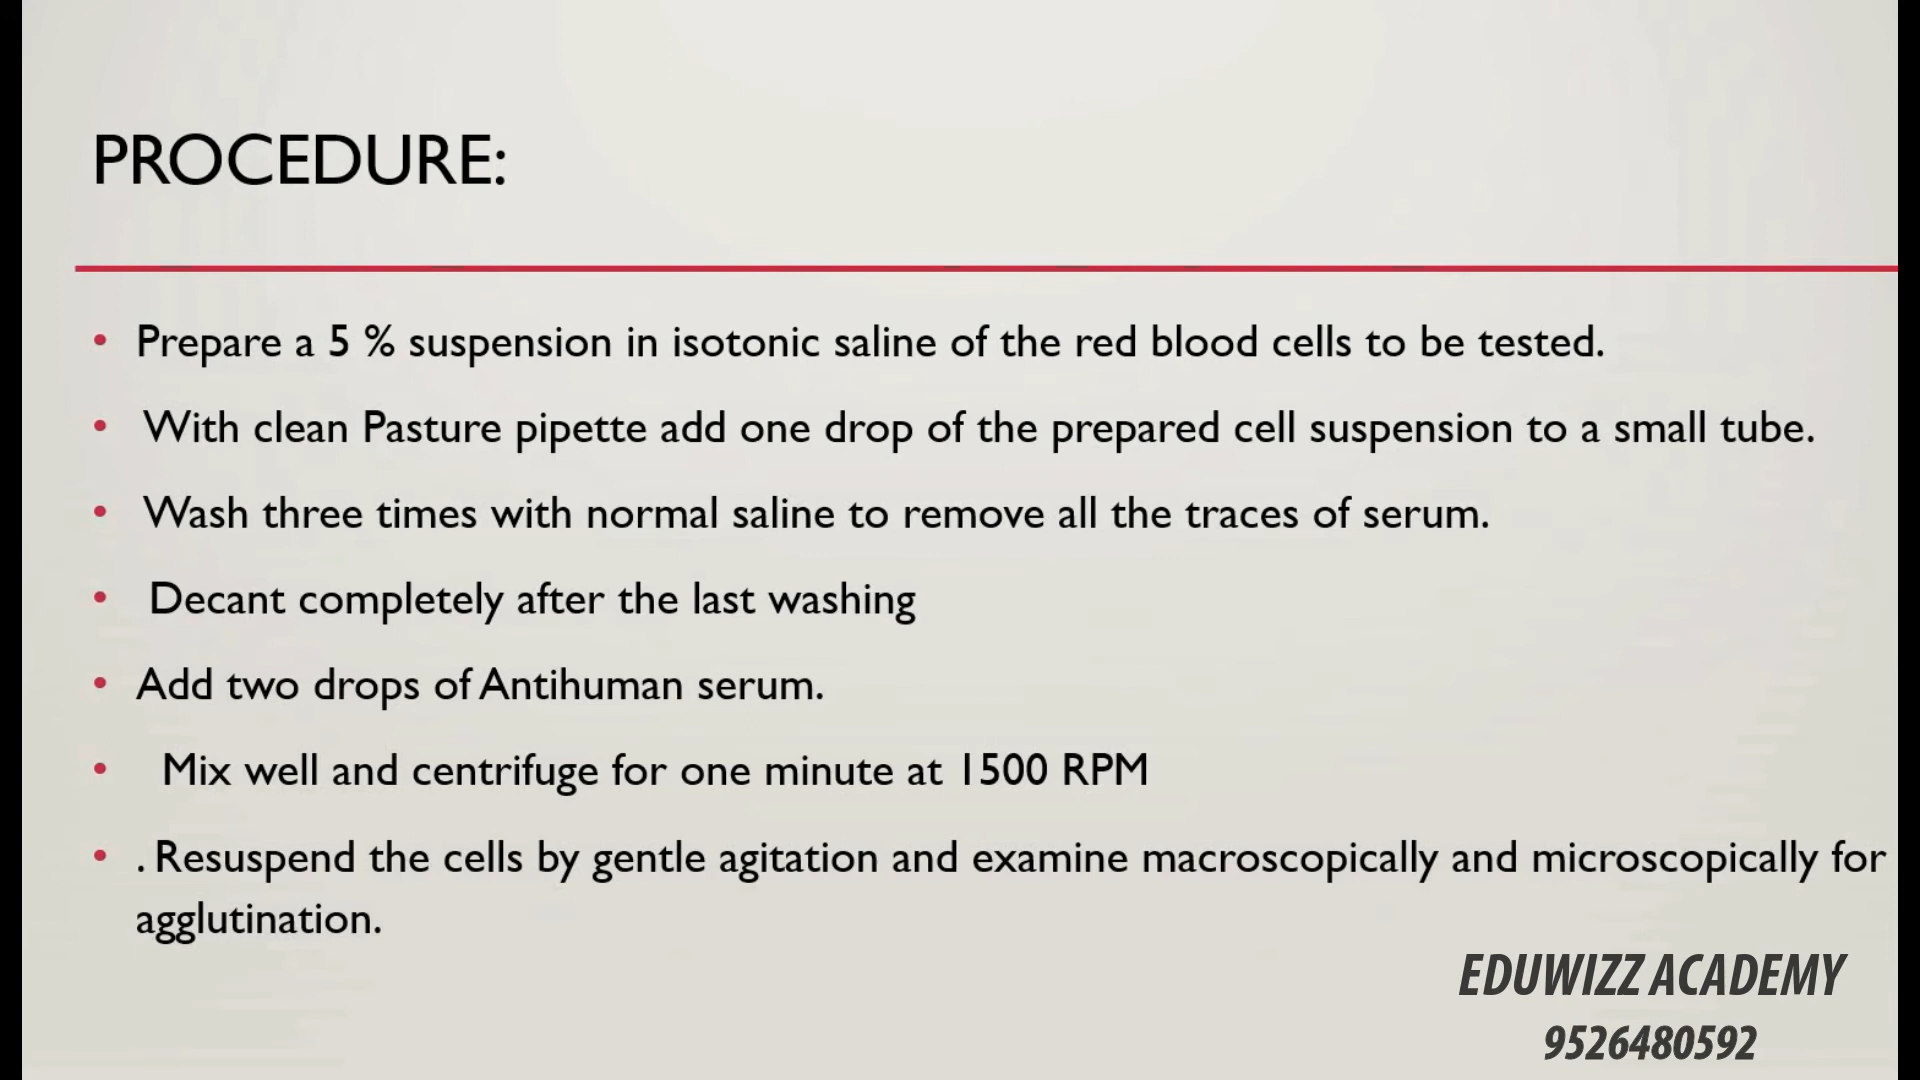 PROCEDURE:
• Prepare a 5 % suspension in isotonic saline of the red blood cells to be tested.
• With clean Pasture pipette add one drop of the prepared cell suspension to a small tube.
• Wash three times with normal saline to remove all the traces of serum.
• Decant completely after the last washing
• Add two drops of Antihuman serum.
• Mix well and centrifuge for one minute at 1500 RPM
• . Resuspend the cells by gentle agitation and examine macroscopically and microscopically for
agglutination.
EDUWIZZ ACADEMY
9526480592